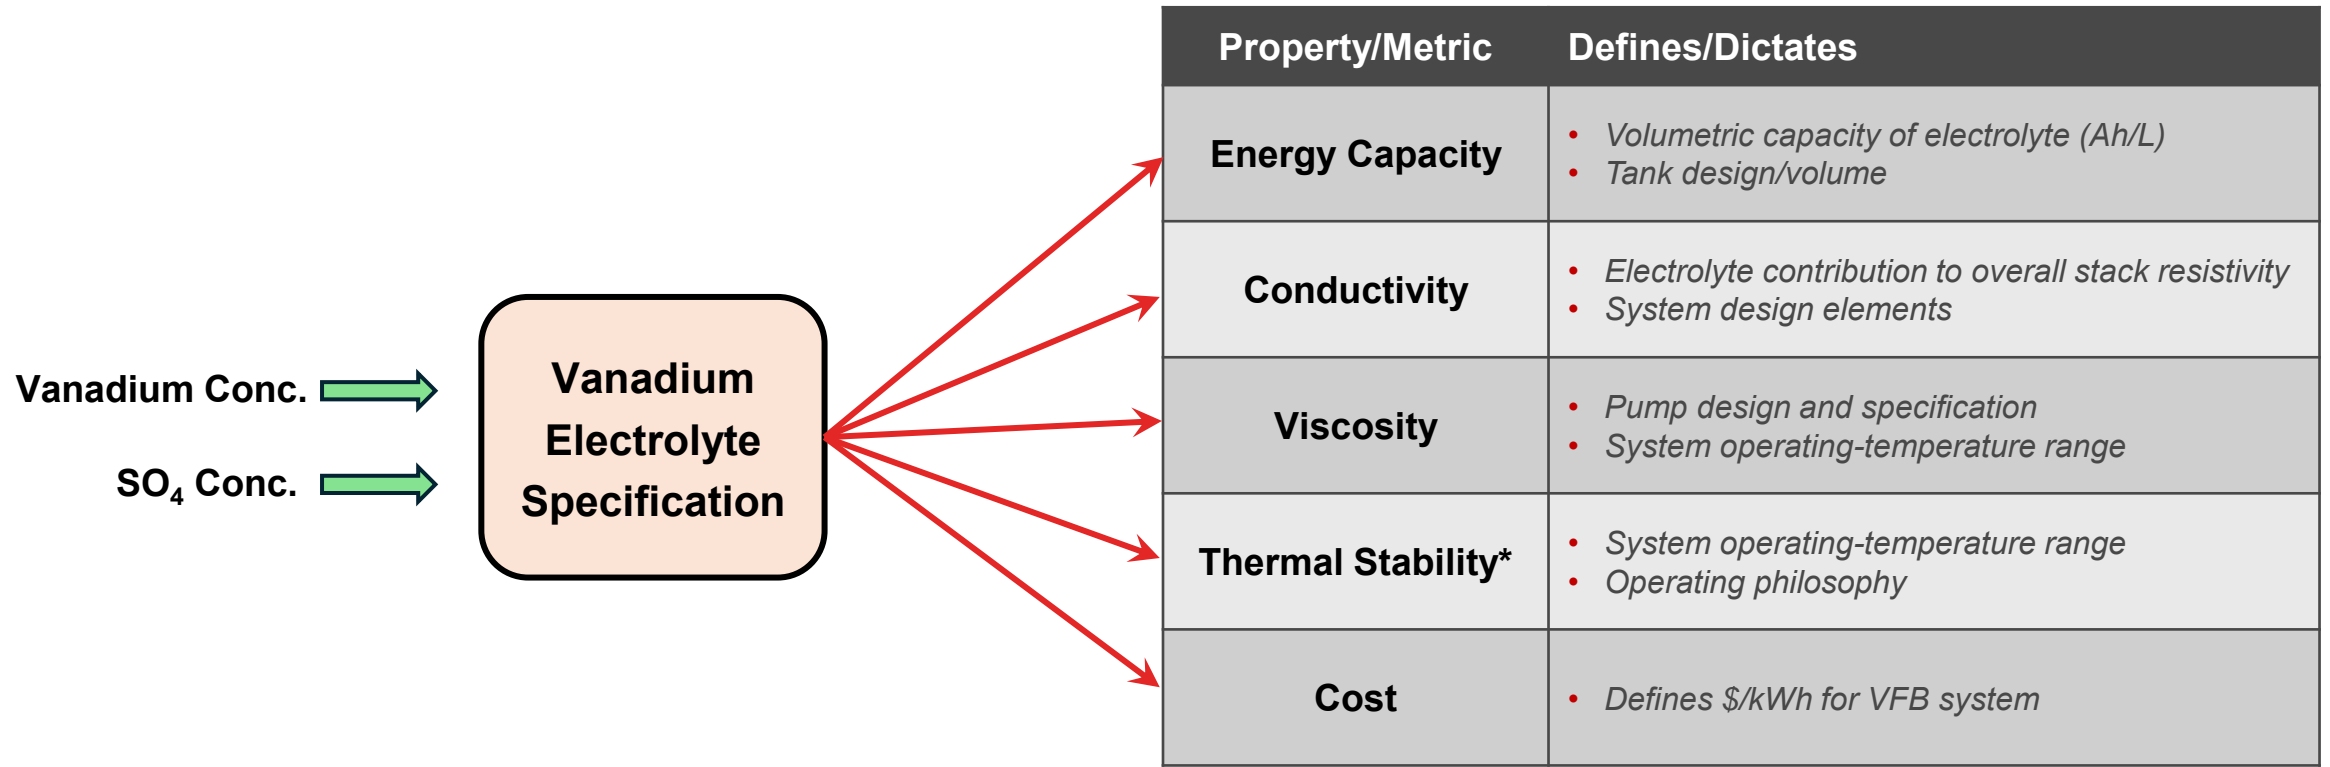 Vanadium Conc.
SO₄ Conc.
Vanadium
Electrolyte
Specification
Property/Metric
Defines/Dictates
Energy Capacity
• Volumetric capacity of electrolyte (Ah/L)
• Tank design/volume
Conductivity
• Electrolyte contribution to overall stack resistivity
• System design elements
Viscosity
• Pump design and specification
• System operating-temperature range
Thermal Stability*
• System operating-temperature range
• Operating philosophy
Cost
• Defines $/kWh for VFB system